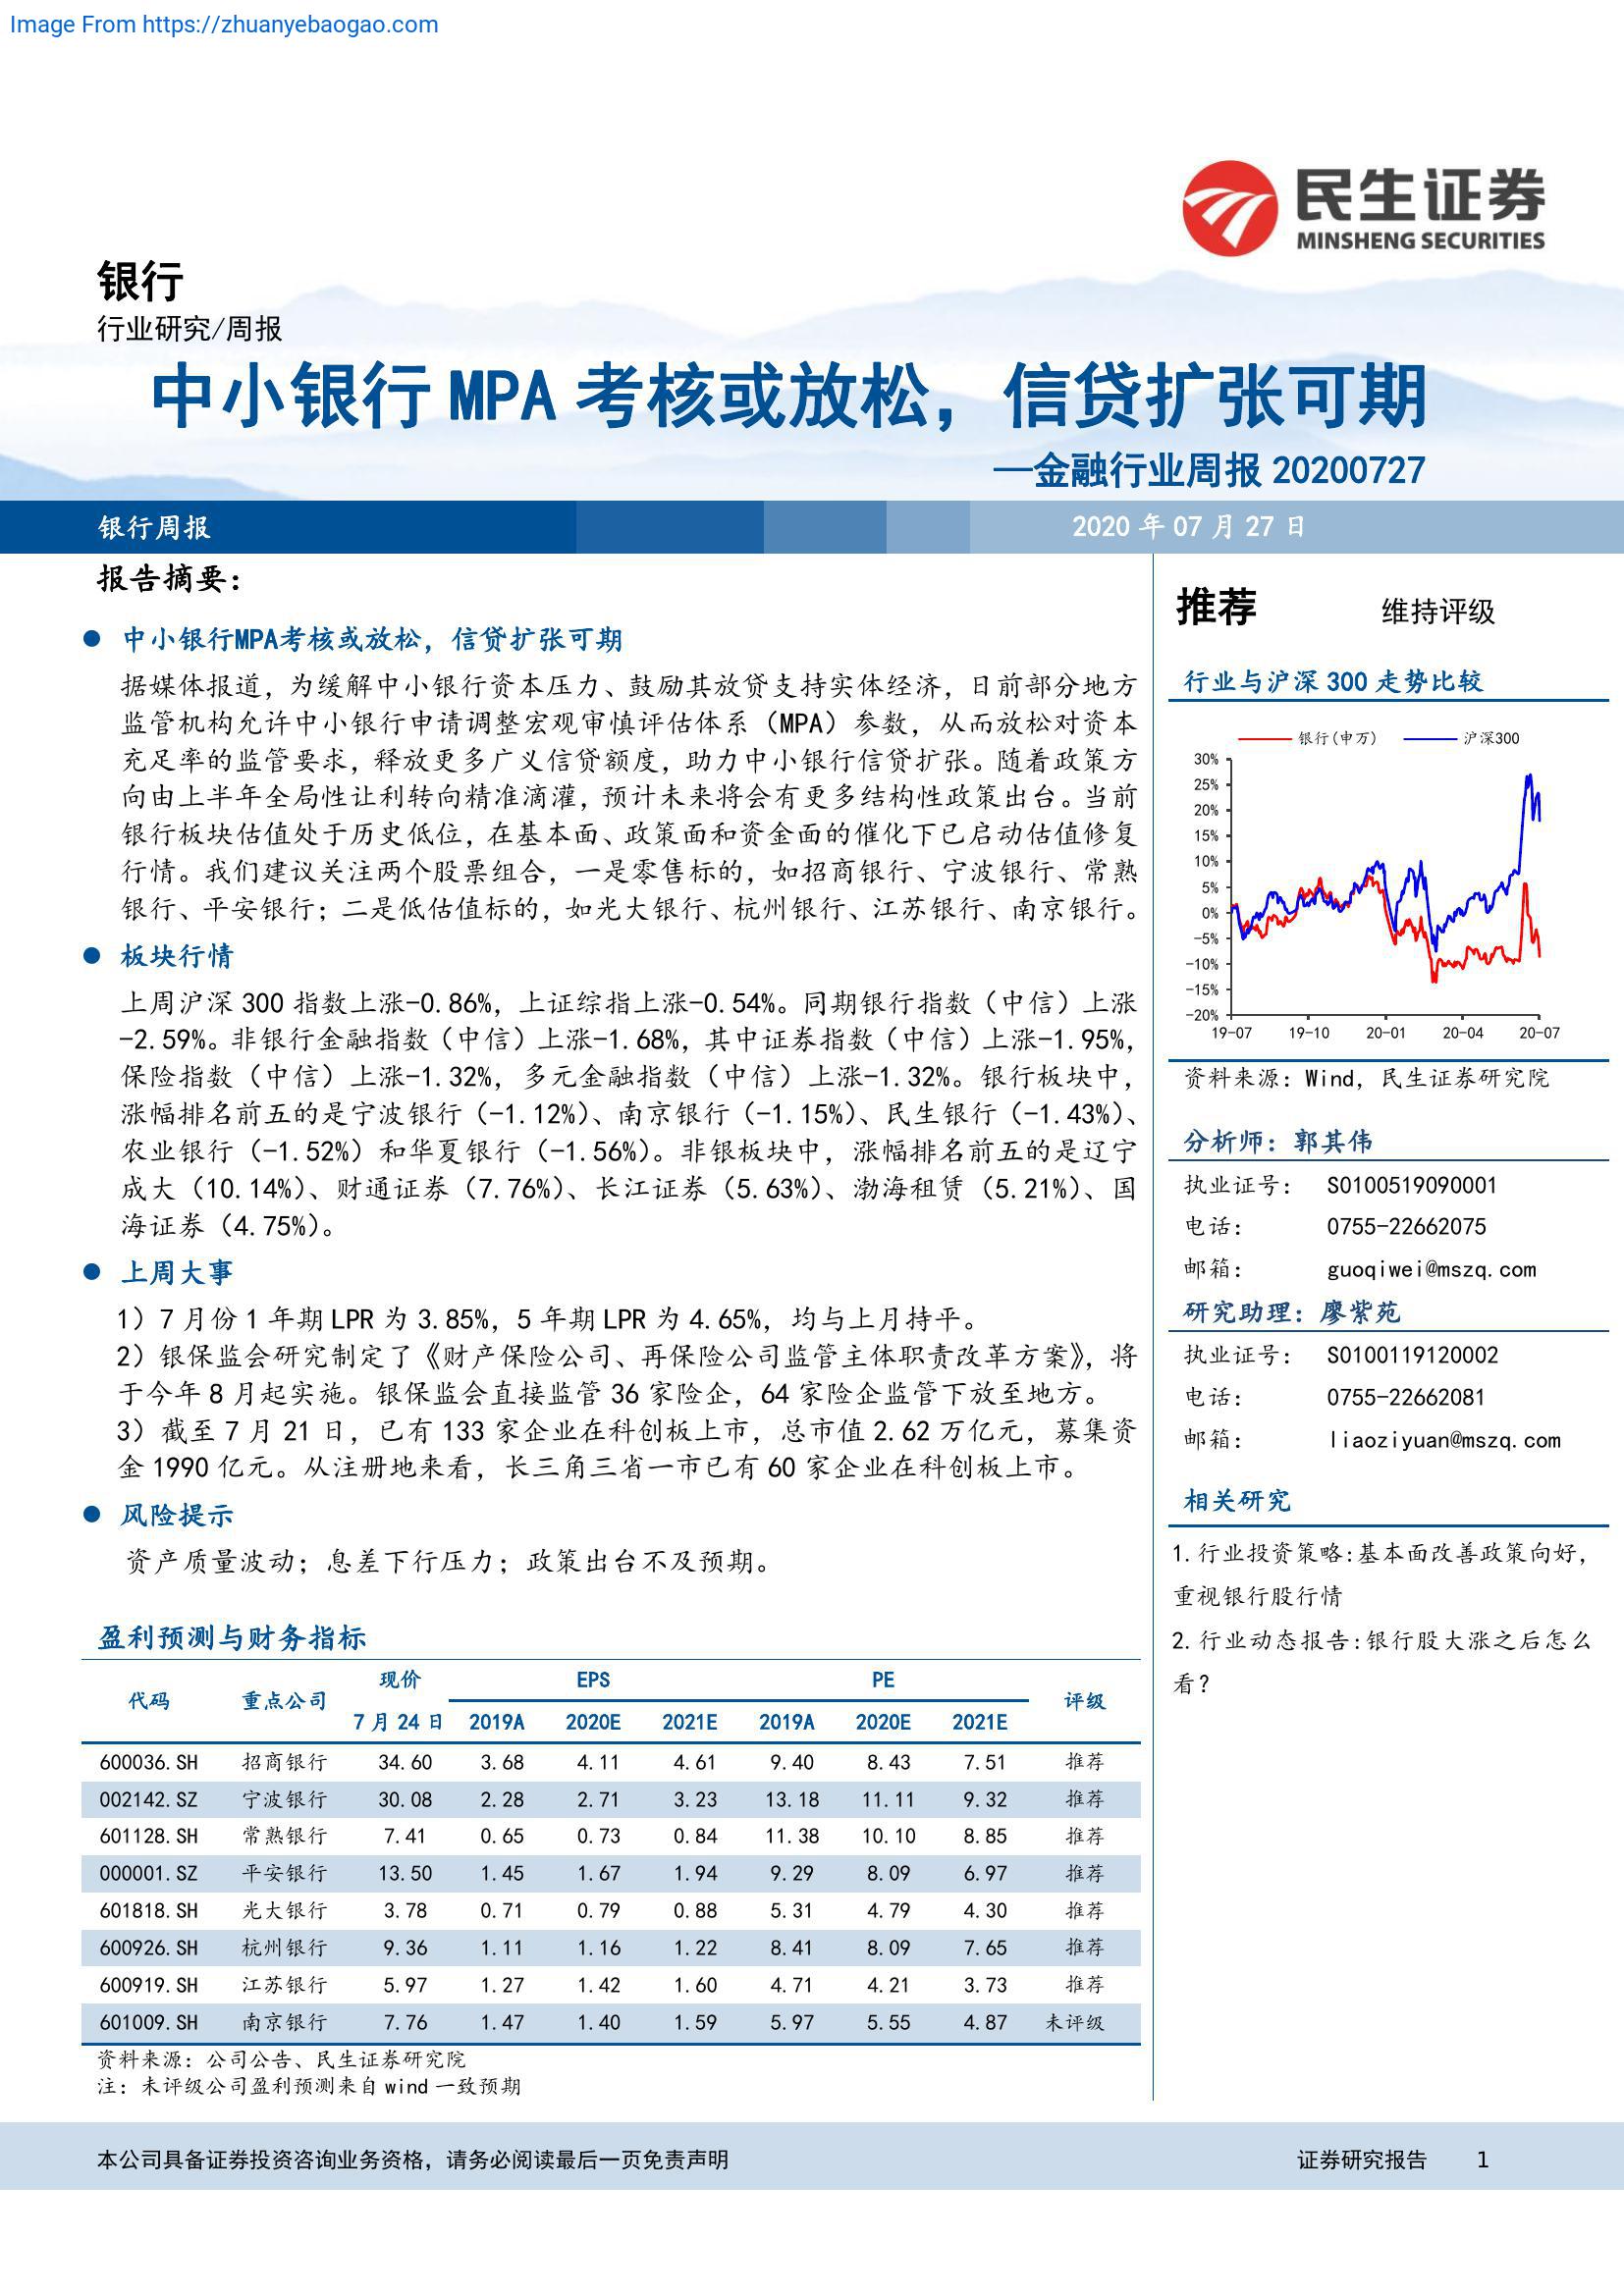 Image From https://zhuanyebaogao.com
民生证券
MINSHENG SECURITIES
银行
行业研究/周报
中小银行 MPA 考核或放松，信贷扩张可期
—金融行业周报 20200727
银行周报
2020 年 07 月 27 日
报告摘要：
● 中小银行MPA考核或放松，信贷扩张可期
据媒体报道，为缓解中小银行资本压力、鼓励其放贷支持实体经济，日前部分地方
监管机构允许中小银行申请调整宏观审慎评估体系（MPA）参数，从而放松对资本
充足率的监管要求，释放更多广义信贷额度，助力中小银行信贷扩张。随着政策方
向由上半年全局性让利转向精准滴灌，预计未来将会有更多结构性政策出台。当前
银行板块估值处于历史低位，在基本面、政策面和资金面的催化下已启动估值修复
行情。我们建议关注两个股票组合，一是零售标的，如招商银行、宁波银行、常熟
银行、平安银行；二是低估值标的，如光大银行、杭州银行、江苏银行、南京银行。
● 板块行情
上周沪深 300 指数上涨-0.86%，上证综指上涨-0.54%。同期银行指数（中信）上涨
-2.59%。非银行金融指数（中信）上涨-1.68%，其中证券指数（中信）上涨-1.95%，
保险指数（中信）上涨-1.32%，多元金融指数（中信）上涨-1.32%。银行板块中，
涨幅排名前五的是宁波银行（-1.12%）、南京银行（-1.15%）、民生银行（-1.43%）、
农业银行（-1.52%）和华夏银行（-1.56%）。非银板块中，涨幅排名前五的是辽宁
成大（10.14%）、财通证券（7.76%）、长江证券（5.63%）、渤海租赁（5.21%）、国
海证券（4.75%）。
● 上周大事
1）7 月份 1 年期 LPR 为 3.85%，5 年期 LPR 为 4.65%，均与上月持平。
2）银保监会研究制定了《财产保险公司、再保险公司监管主体职责改革方案》，将
于今年 8 月起实施。银保监会直接监管 36 家险企，64 家险企监管下放至地方。
3）截至 7 月 21 日，已有 133 家企业在科创板上市，总市值 2.62 万亿元，募集资
金 1990 亿元。从注册地来看，长三角三省一市已有 60 家企业在科创板上市。
● 风险提示
资产质量波动；息差下行压力；政策出台不及预期。
盈利预测与财务指标
代码 重点公司 现价 EPS PE 评级
7 月 24 日 2019A 2020E 2021E 2019A 2020E 2021E
600036.SH 招商银行 34.60 3.68 4.11 4.61 9.40 8.43 7.51 推荐
002142.SZ 宁波银行 30.08 2.28 2.71 3.23 13.18 11.11 9.32 推荐
601128.SH 常熟银行 7.41 0.65 0.73 0.84 11.38 10.10 8.85 推荐
000001.SZ 平安银行 13.50 1.45 1.67 1.94 9.29 8.09 6.97 推荐
601818.SH 光大银行 3.78 0.71 0.79 0.88 5.31 4.79 4.30 推荐
600926.SH 杭州银行 9.36 1.11 1.16 1.22 8.41 8.09 7.65 推荐
600919.SH 江苏银行 5.97 1.27 1.42 1.60 4.71 4.21 3.73 推荐
601009.SH 南京银行 7.76 1.47 1.40 1.59 5.97 5.55 4.87 未评级
资料来源：公司公告、民生证券研究院
注：未评级公司盈利预测来自 wind 一致预期
推荐 维持评级
行业与沪深 300 走势比较
银行(申万) 沪深300
30%
25%
20%
15%
10%
5%
0%
-5%
-10%
-15%
-20%
19-07 19-10 20-01 20-04 20-07
资料来源：Wind，民生证券研究院
分析师：郭其伟
执业证号： S0100519090001
电话： 0755-22662075
邮箱： guoqiwei@mszq.com
研究助理：廖紫苑
执业证号： S0100119120002
电话： 0755-22662081
邮箱： liaoziyuan@mszq.com
相关研究
1.行业投资策略:基本面改善政策向好，
重视银行股行情
2.行业动态报告:银行股大涨之后怎么
看？
本公司具备证券投资咨询业务资格，请务必阅读最后一页免责声明
证券研究报告 1